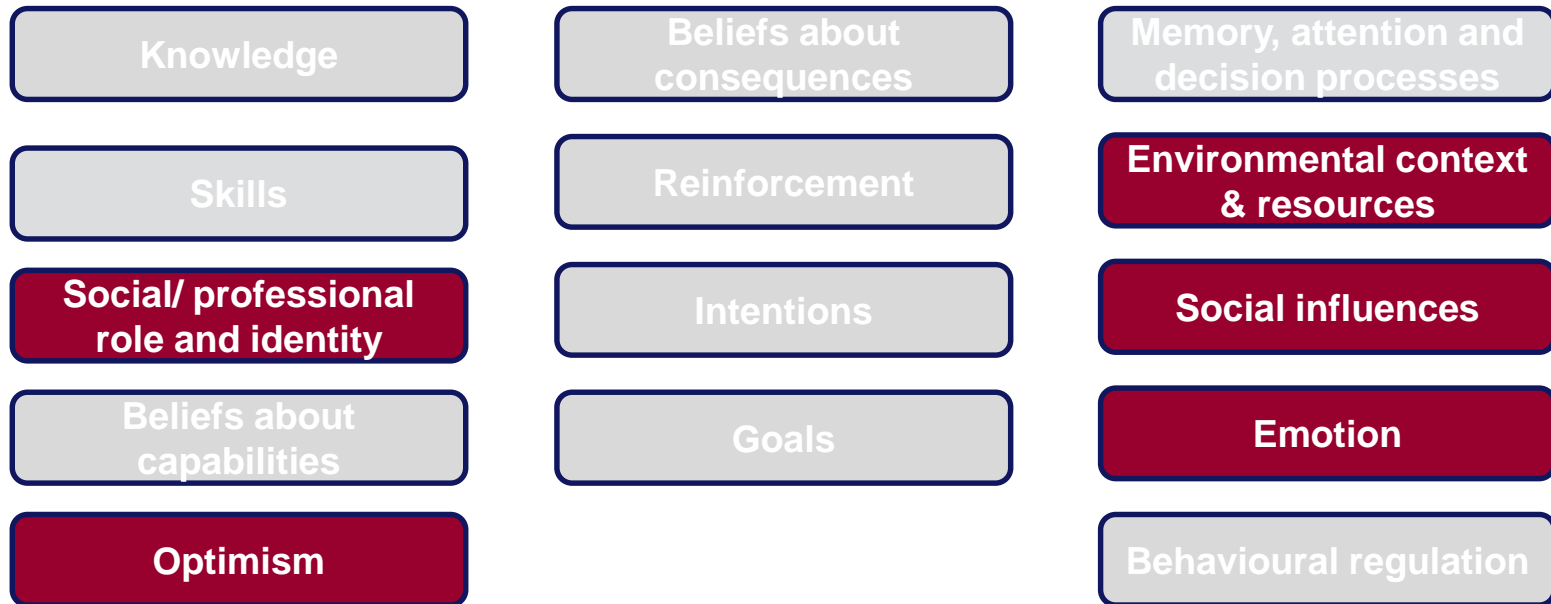 Knowledge
Skills
Social/ professional
role and identity
Beliefs about
capabilities
Optimism
Beliefs about
consequences
Reinforcement
Intentions
Goals
Memory, attention and
decision processes
Environmental context
& resources
Social influences
Emotion
Behavioural regulation